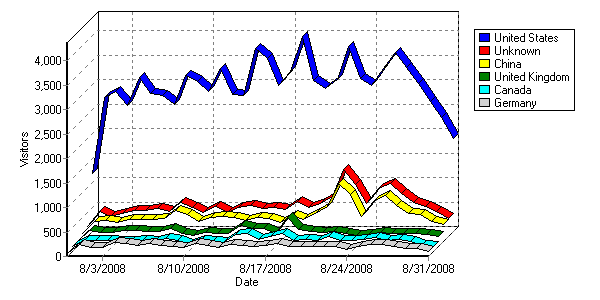 4,000
3,500
3,000
2,500
2,000
1,500
1,000
500
0
Visitors
8/3/2008 8/10/2008 8/17/2008 8/24/2008 8/31/2008
Date
United States
Unknown
China
United Kingdom
Canada
Germany